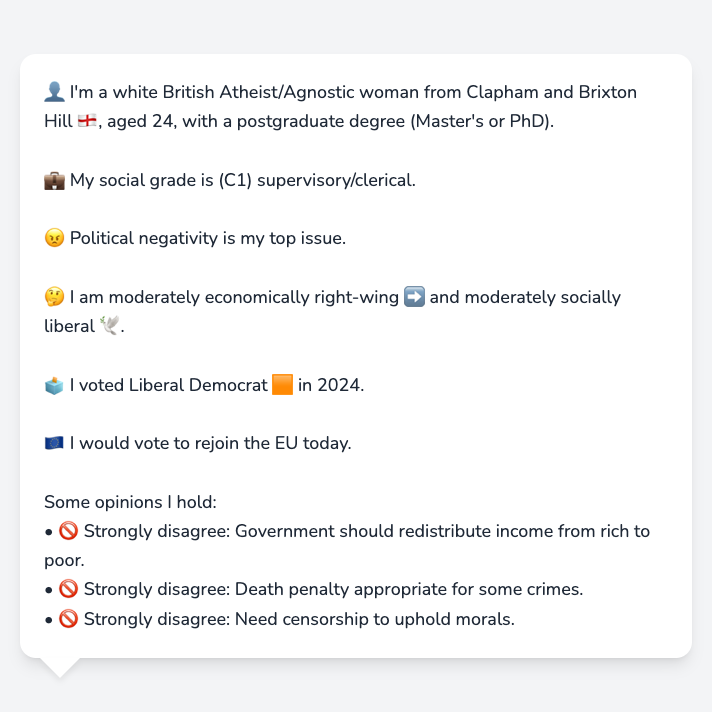 👤 I'm a white British Atheist/Agnostic woman from Clapham and Brixton
Hill 🏴󠁧󠁢󠁥󠁮󠁧󠁿, aged 24, with a postgraduate degree (Master's or PhD).
💼 My social grade is (C1) supervisory/clerical.
😠 Political negativity is my top issue.
🤔 I am moderately economically right-wing ➡️ and moderately socially
liberal 🕊️.
🗳️ I voted Liberal Democrat 🟧 in 2024.
🇪🇺 I would vote to rejoin the EU today.
Some opinions I hold:
• 🚫 Strongly disagree: Government should redistribute income from rich to
poor.
• 🚫 Strongly disagree: Death penalty appropriate for some crimes.
• 🚫 Strongly disagree: Need censorship to uphold morals.